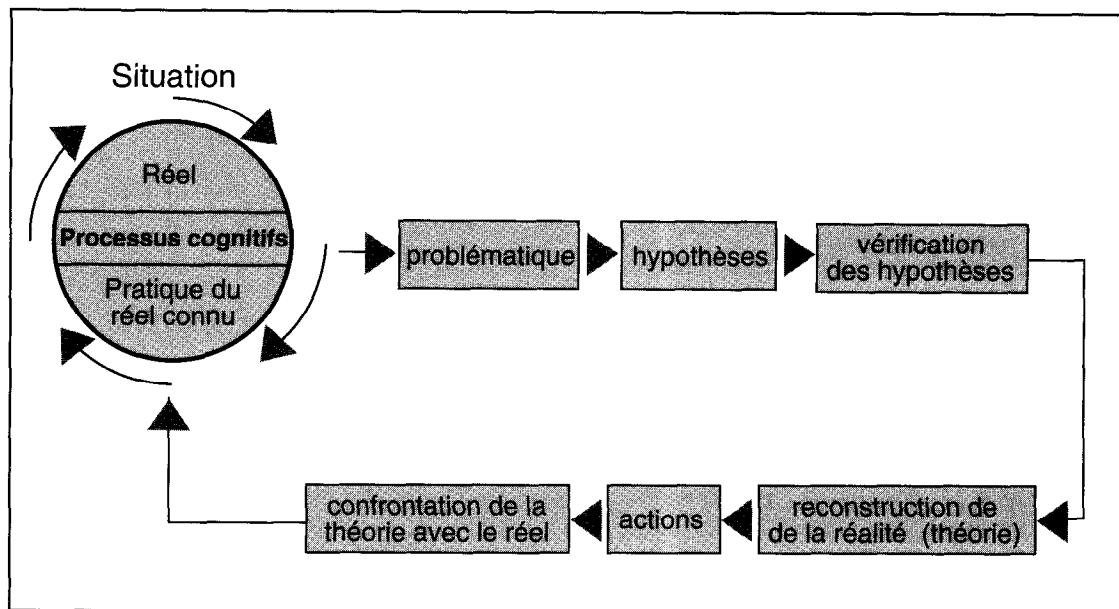 Situation
Réel
Processus cognitifs
Pratique du
réel connu
problématique
hypothèses
vérification
des hypothèses
reconstruction de
de la réalité (théorie)
actions
confrontation de la
théorie avec le réel